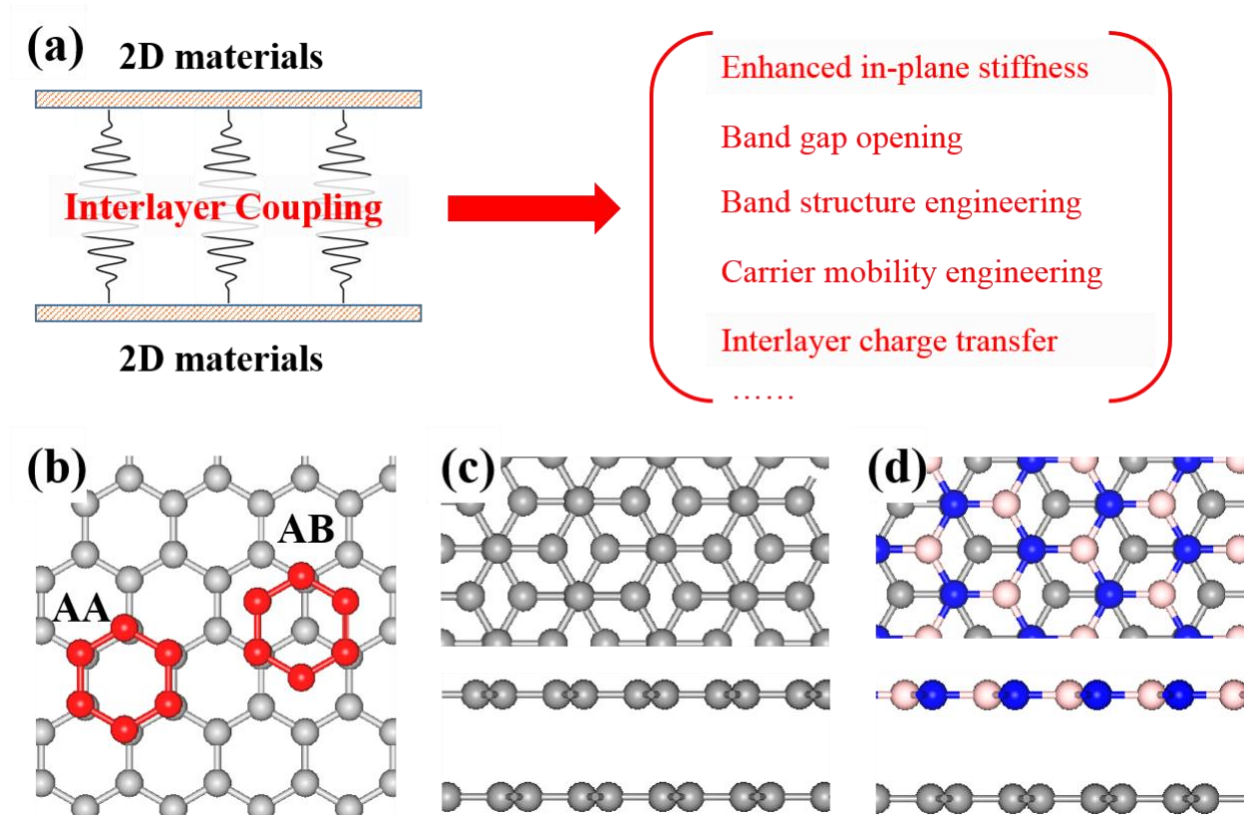 (a)
2D materials
Interlayer Coupling
2D materials
Enhanced in-plane stiffness
Band gap opening
Band structure engineering
Carrier mobility engineering
Interlayer charge transfer
……
(b)
AB
AA
(c)
(d)